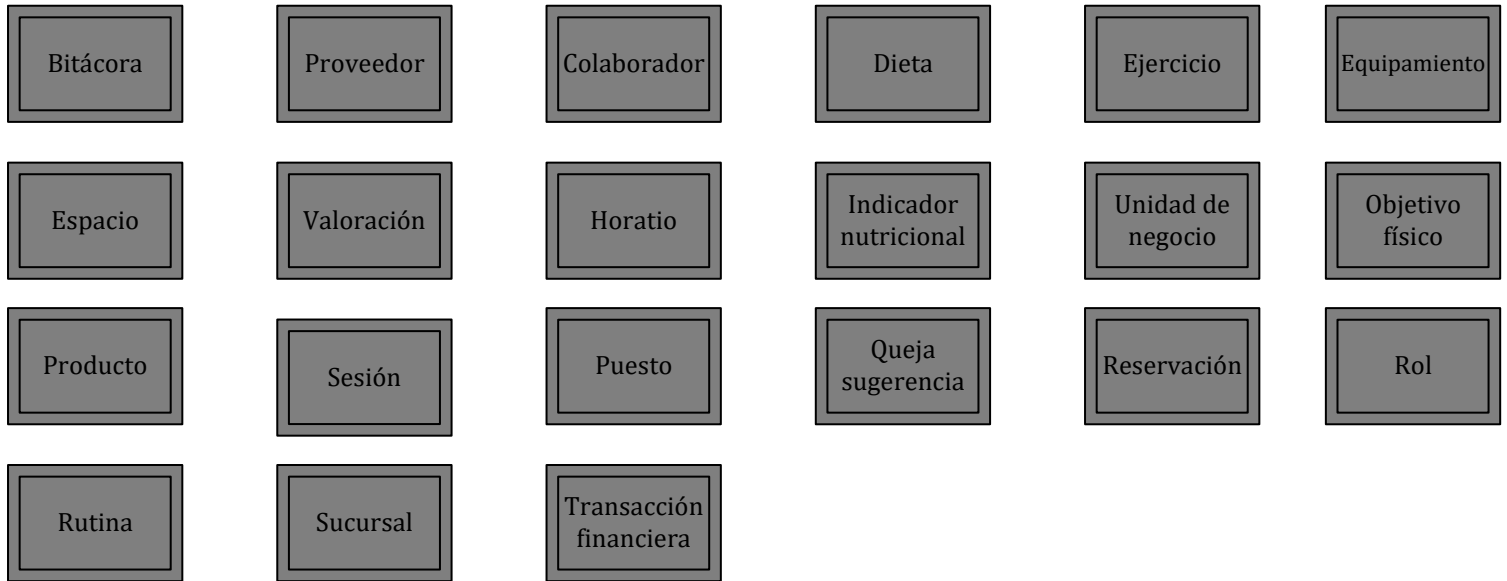 Bitácora
Proveedor
Colaborador
Dieta
Ejercicio
Equipamiento
Espacio
Valoración
Horatio
Indicador
nutricional
Unidad de
negocio
Objetivo
físico
Producto
Sesión
Puesto
Queja
sugerencia
Reservación
Rol
Rutina
Sucursal
Transacción
financiera